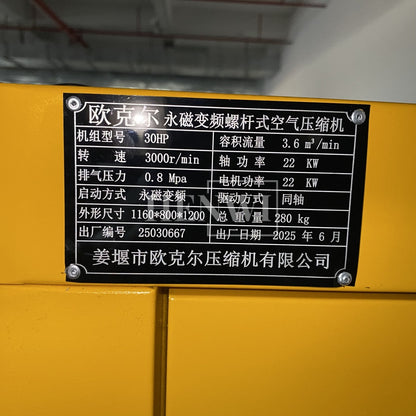 欧克尔 永磁变频螺杆式空气压缩机
机组型号 30HP 容积流量 3.6 m³/min
转 速 3000r/min 轴 功 率 22 KW
排气压力 0.8 Mpa 电机功率 22 KW
启动方式 永磁变频 驱动方式 同轴
外形尺寸 1160*800*1200 总 重 量 280 kg
出厂编号 25030667 出厂日期 2025 年 6 月
姜堰市欧克尔压缩机有限公司